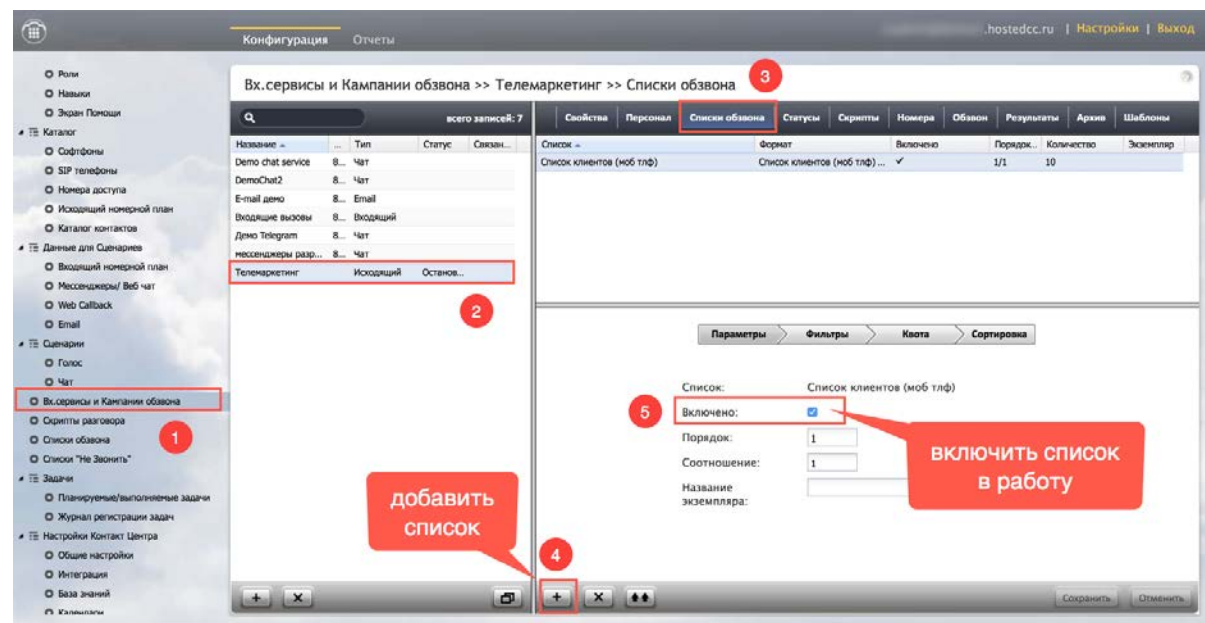 Конфигурация Отчеты .hostedcc.ru | Настройки | Выход
Роли
Навыки
Экран Помощи
Каталог
Софтфоны
SIP телефоны
Номера доступа
Исходящий номерной план
Каталог контактов
Данные для Сценариев
Входящий номерной план
Мессенджеры/ Веб чат
Web Callback
Email
Сценарии
Голос
Чат
Вх.сервисы и Кампании обзвона
Скрипты разговора
Списки обзвона
Списки "Не Звонить"
Задачи
Планируемые/выполняемые задачи
Журнал регистрации задач
Настройки Контакт Центра
Общие настройки
Интеграция
База знаний
Календари
1
Вх.сервисы и Кампании обзвона >> Телемаркетинг >> Списки обзвона
3
всего записей: 7
Название ... Тип Статус Связан...
Demo chat service 8... Чат
DemoChat2 8... Чат
E-mail демо 8... Email
Входящие вызовы 8... Входящий
Демо Telegram 8... Чат
мессенджеры разр... 8... Чат
Телемаркетинг Исходящий Останов...
2
Свойства Персонал Списки обзвона Статусы Скрипты Номера Обзвон Результаты Архив Шаблоны
Список Формат Включено Порядок... Количество Экземпляр
Список клиентов (моб тлф) Список клиентов (моб тлф) ... 1/1 10
Параметры Фильтры Квота Сортировка
Список: Список клиентов (моб тлф)
5 Включено:
Порядок: 1
Соотношение: 1
Название
экземпляра:
включить список
в работу
добавить
список
4
Сохранить Отменить